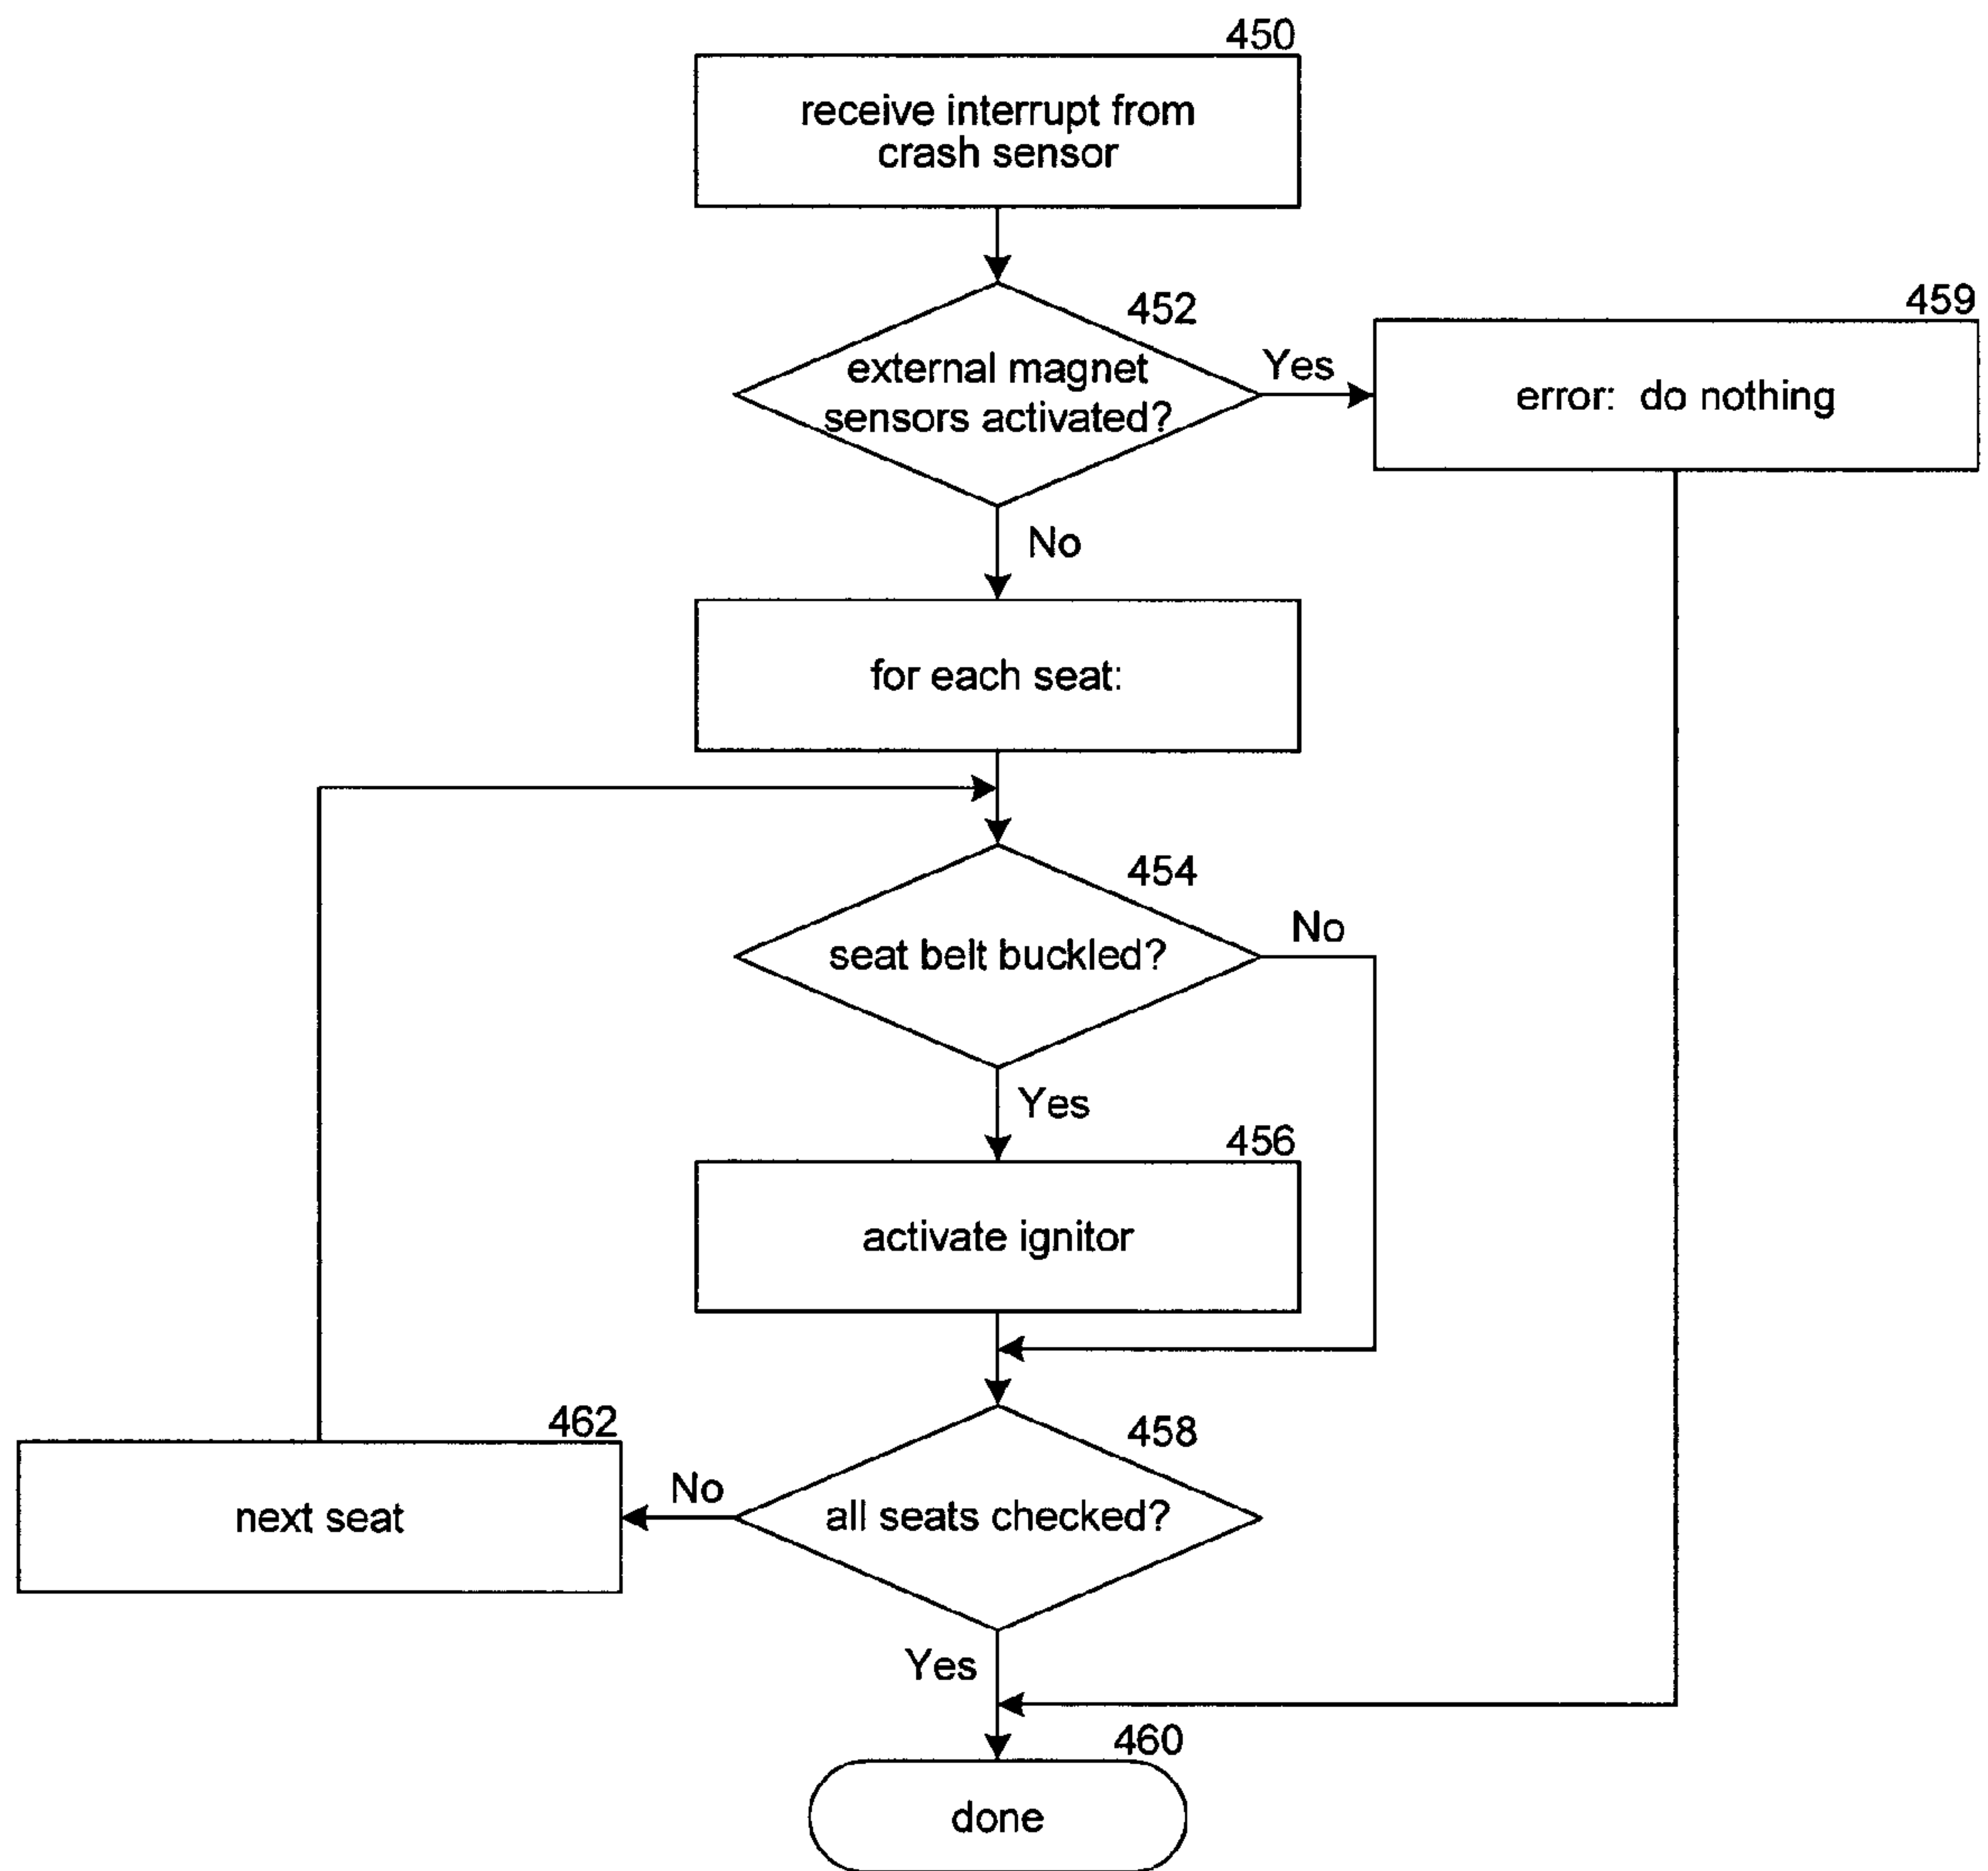 450
receive interrupt from
crash sensor
452
external magnet
sensors activated?
Yes
459
error: do nothing
No
for each seat:
454
seat belt buckled?
No
Yes
456
activate ignitor
458
all seats checked?
No
462
next seat
Yes
460
done